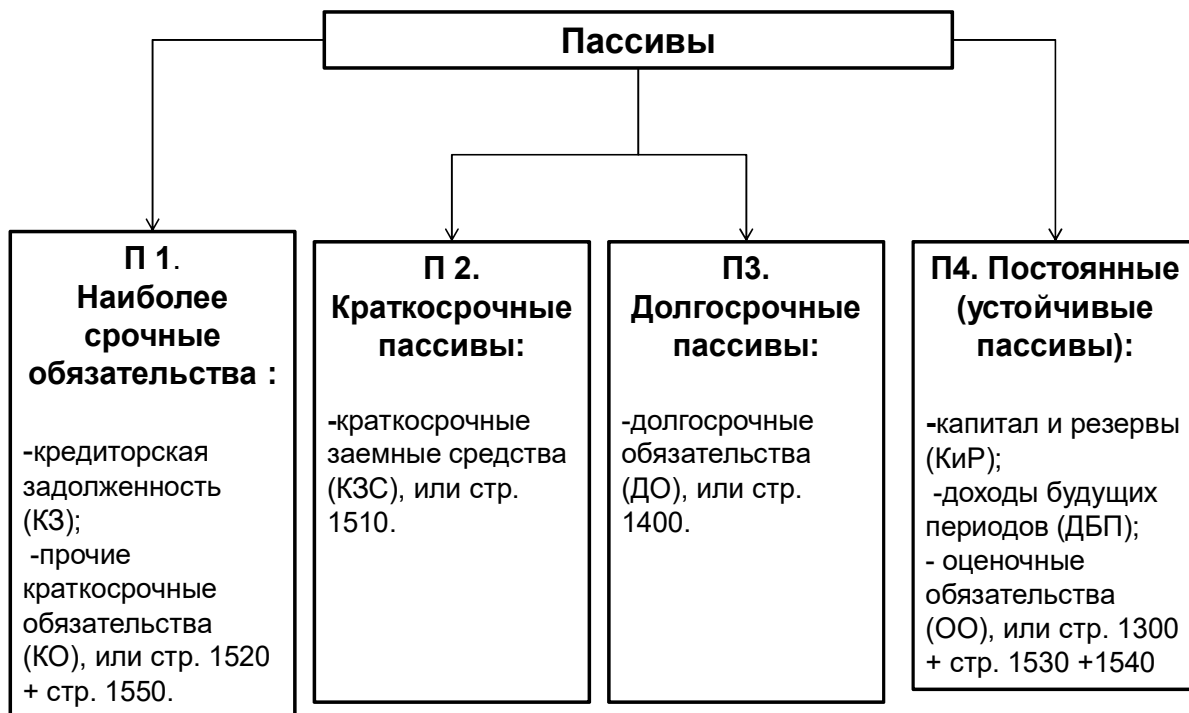 Пассивы
П 1.
Наиболее
срочные
обязательства :
-кредиторская
задолженность
(КЗ);
-прочие
краткосрочные
обязательства
(КО), или стр. 1520
+ стр. 1550.
П 2.
Краткосрочные
пассивы:
-краткосрочные
заемные средства
(КЗС), или стр.
1510.
П3.
Долгосрочные
пассивы:
-долгосрочные
обязательства
(ДО), или стр.
1400.
П4. Постоянные
(устойчивые
пассивы):
-капитал и резервы
(КиР);
-доходы будущих
периодов (ДБП);
- оценочные
обязательства
(ОО), или стр. 1300
+ стр. 1530 +1540